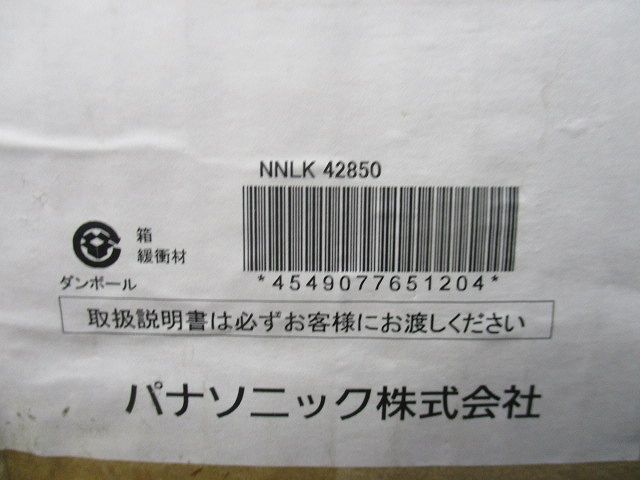 NNLK 42850
箱
緩衝材
ダンボール
*4549077651204*
取扱説明書は必ずお客様にお渡しください
パナソニック株式会社